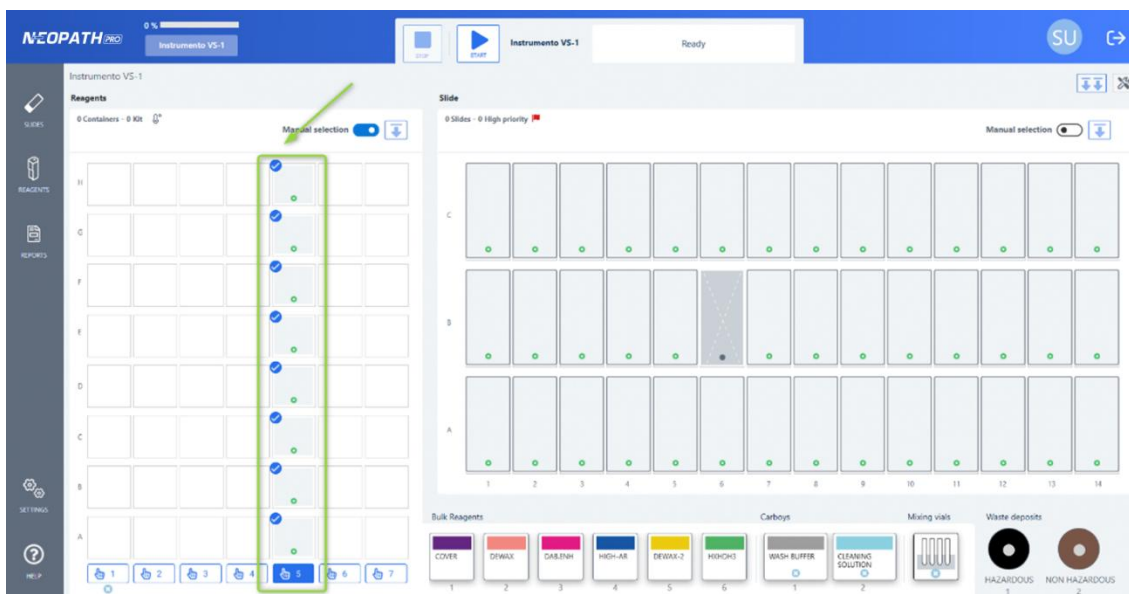 NEOPATH PRO
0 %
Instrumento VS-1
STOP
START
Instrumento VS-1
Ready
SU
Instrumento VS-1
SLIDES
REAGENTS
REPORTS
SETTINGS
HELP
Reagents
0 Containers - 0 Kit
Manual selection
H
G
F
E
D
C
B
A
1 2 3 4 5 6 7
Slide
0 Slides - 0 High priority
Manual selection
C
B
A
1 2 3 4 5 6 7 8 9 10 11 12 13 14
Bulk Reagents
COVER DEWAX DAB.ENH HIGH-AR DEWAX-2
1 2 3 4 5 6
Carboys
WASH BUFFER
CLEANING
SOLUTION
1 2
Mixing vials
Waste deposits
HAZARDOUS NON HAZARDOUS
1 2